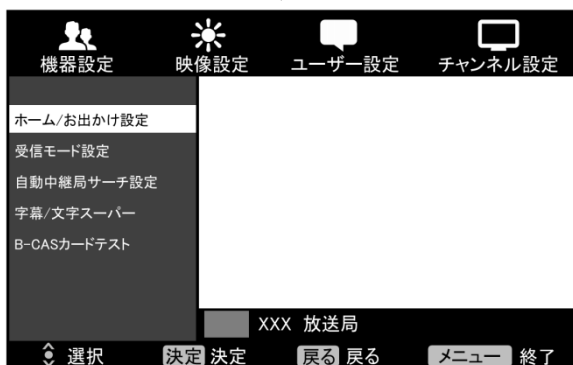 機器設定 映像設定 ユーザー設定 チャンネル設定
ホーム/お出かけ設定
受信モード設定
自動中継局サーチ設定
字幕/文字スーパー
B-CASカードテスト
XXX 放送局
選択 決定 決定 戻る 戻る メニュー 終了